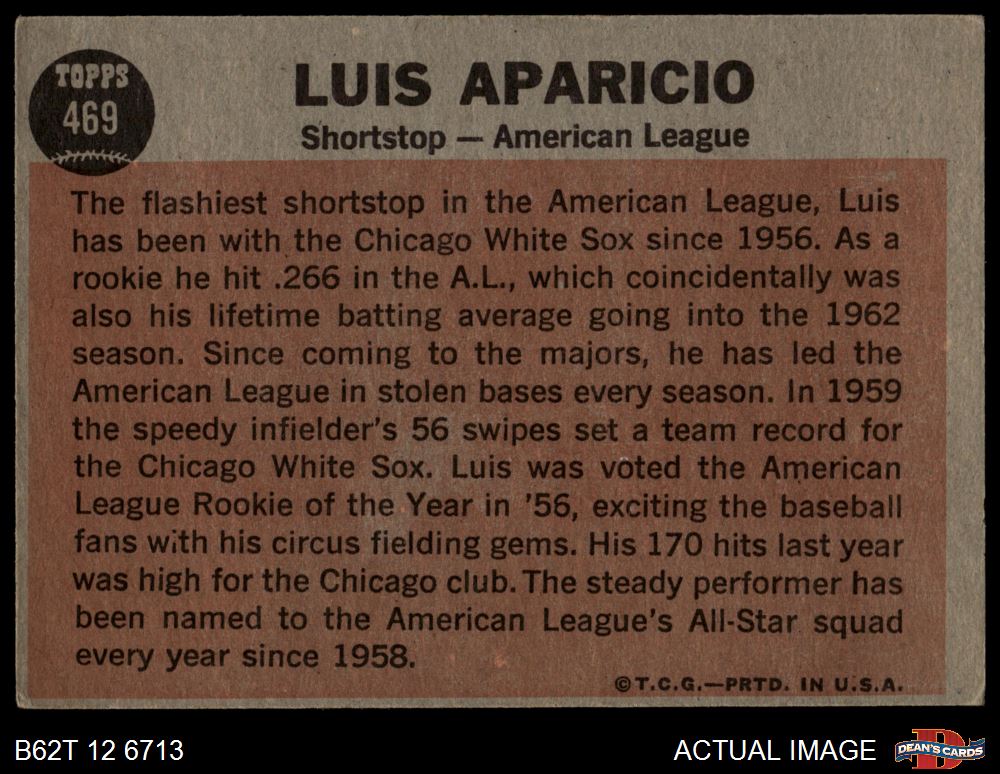 TOPPS
469
LUIS APARICIO
Shortstop — American League
The flashiest shortstop in the American League, Luis
has been with the Chicago White Sox since 1956. As a
rookie he hit .266 in the A.L., which coincidentally was
also his lifetime batting average going into the 1962
season. Since coming to the majors, he has led the
American League in stolen bases every season. In 1959
the speedy infielder's 56 swipes set a team record for
the Chicago White Sox. Luis was voted the American
League Rookie of the Year in '56, exciting the baseball
fans with his circus fielding gems. His 170 hits last year
was high for the Chicago club. The steady performer has
been named to the American League's All-Star squad
every year since 1958.
©T.C.G.—PRTD. IN U.S.A.
B62T 12 6713
ACTUAL IMAGE
D
DEAN'S CARDS